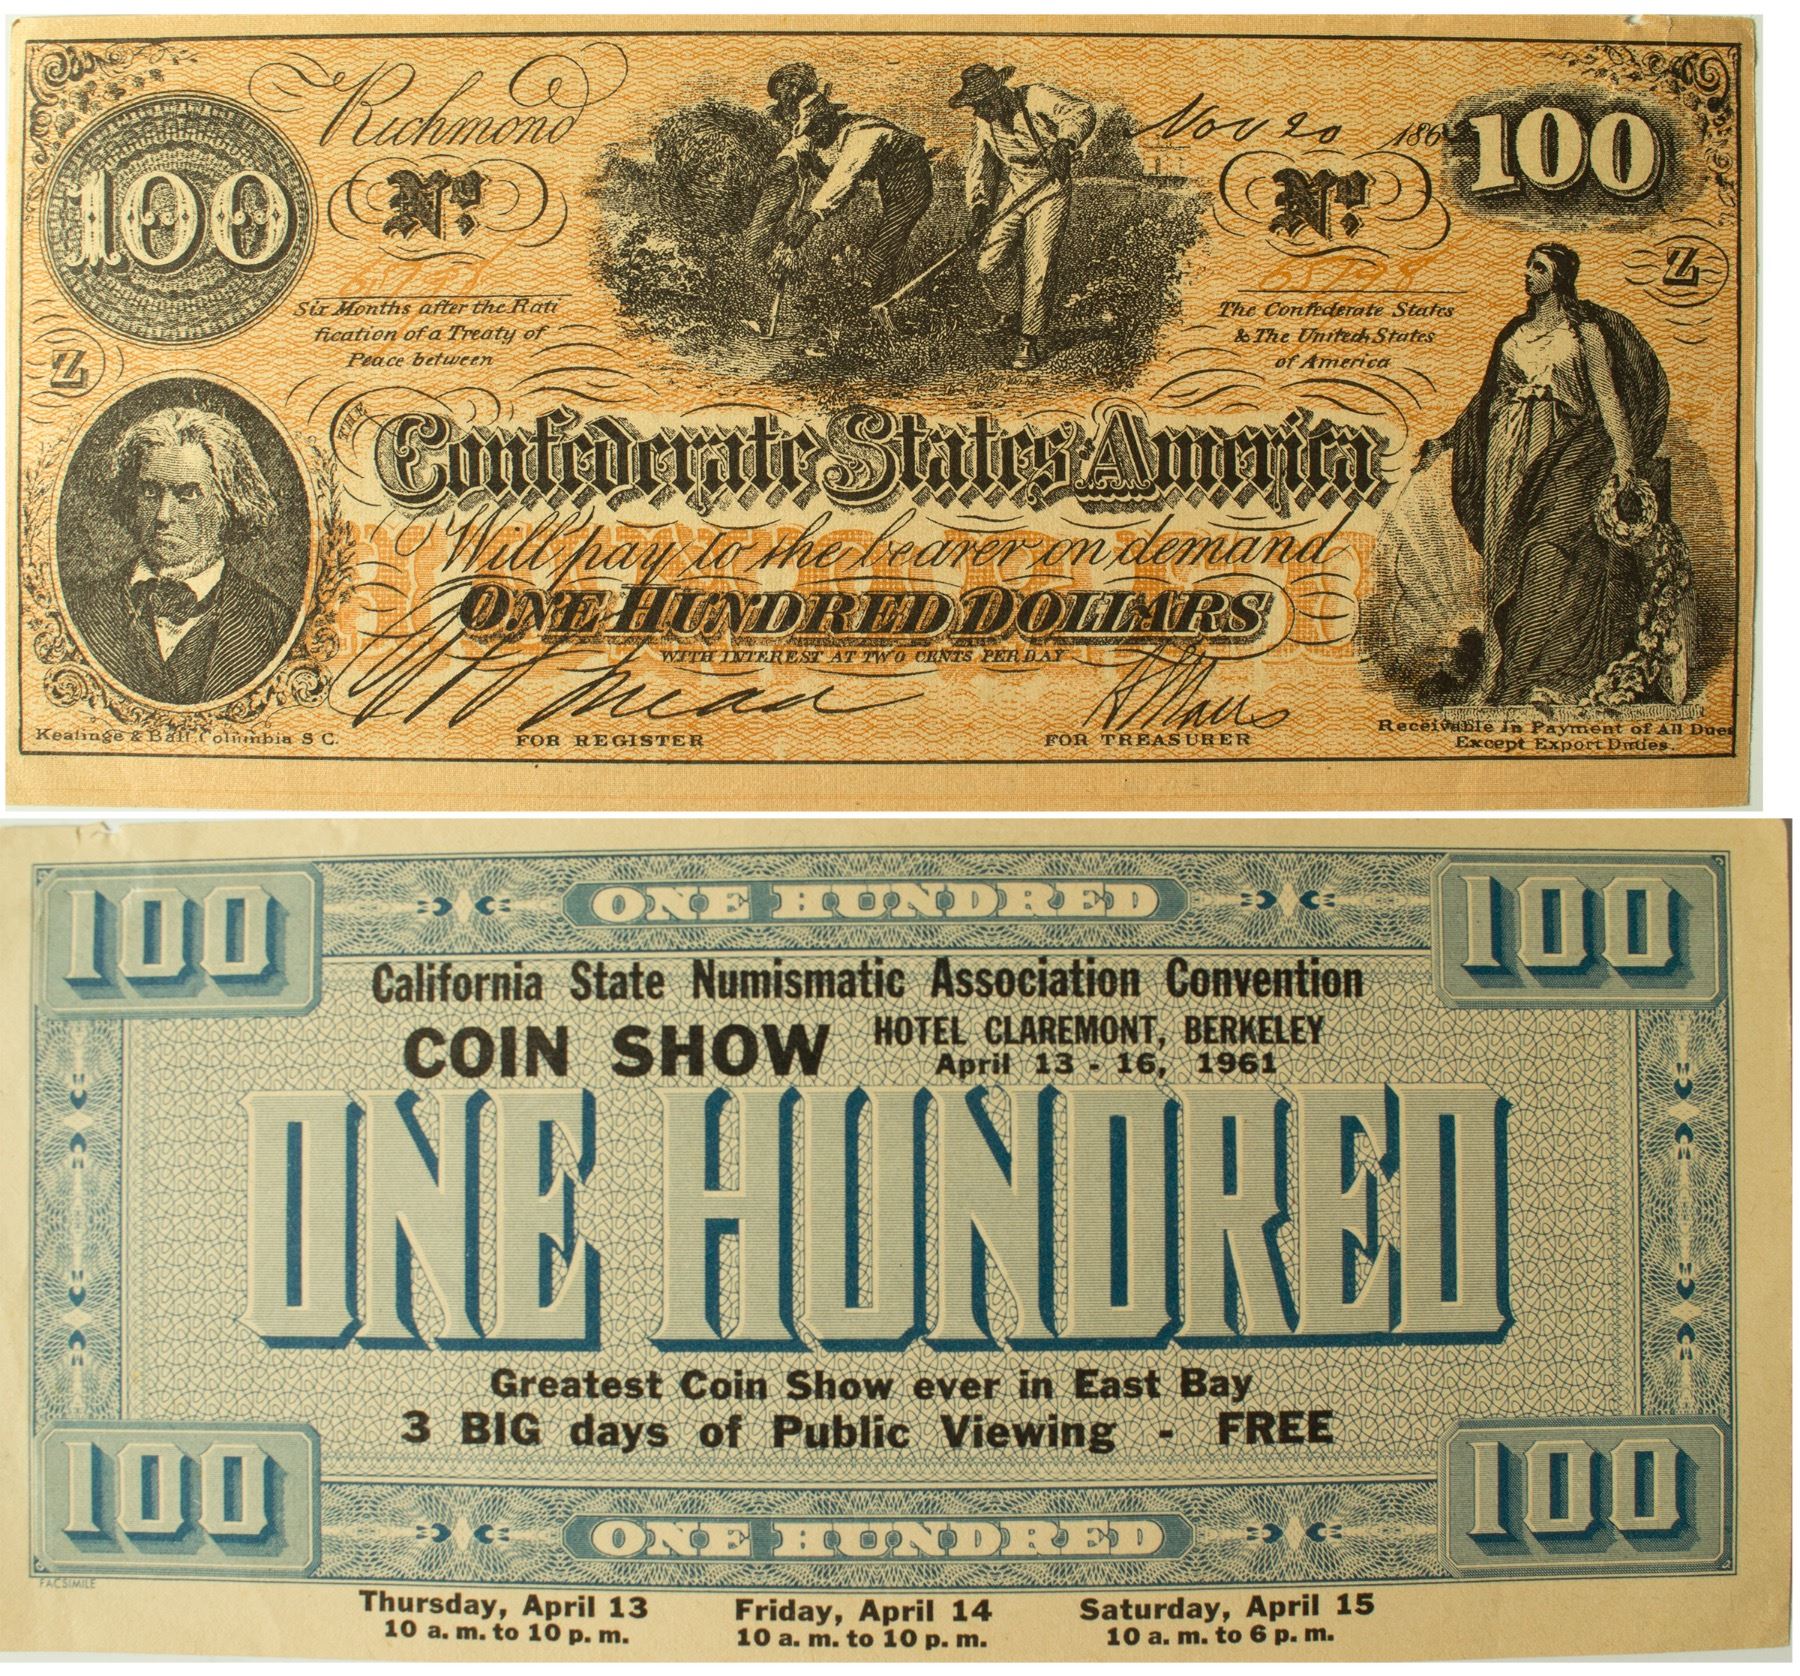 Richmond
Nov 20 186
100
100
No.
No.
65798
65798
Six Months after the Rati
fication of a Treaty of
Peace between
The Confederate States
& The United States
of America
Z
Z
THE
Confederate States America
Will pay to the bearer on demand
ONE HUNDRED DOLLARS
WITH INTEREST AT TWO CENTS PER DAY
Keatinge & Ball, Columbia S C.
FOR REGISTER
FOR TREASURER
Receivable in Payment of All Dues
Except Export Duties.
100
ONE HUNDRED
100
California State Numismatic Association Convention
COIN SHOW
HOTEL CLAREMONT, BERKELEY
April 13 - 16, 1961
ONE HUNDRED
Greatest Coin Show ever in East Bay
3 BIG days of Public Viewing - FREE
100
ONE HUNDRED
100
FACSIMILE
Thursday, April 13
10 a. m. to 10 p. m.
Friday, April 14
10 a. m. to 10 p. m.
Saturday, April 15
10 a. m. to 6 p. m.